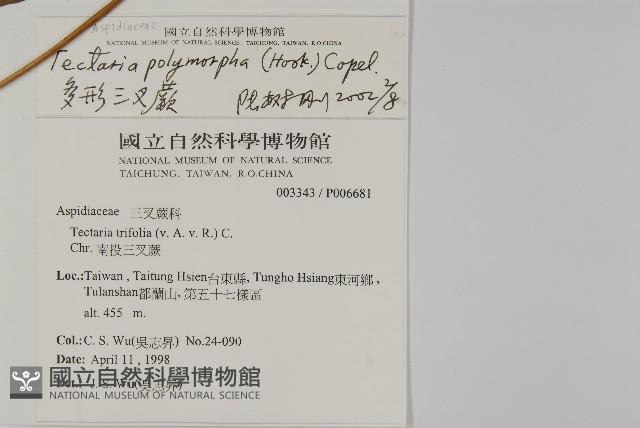 Aspidiaceae
國立自然科學博物館
NATIONAL MUSEUM OF NATURAL SCIENCE, TAICHUNG, TAIWAN, R.O.CHINA
Tectaria polymorpha (Hook.) Copel.
多形三叉蕨 2002 2/8
國立自然科學博物館
NATIONAL MUSEUM OF NATURAL SCIENCE
TAICHUNG, TAIWAN, R.O.CHINA
003343 / P006681
Aspidiaceae 三叉蕨科
Tectaria trifolia (v. A. v. R.) C.
Chr. 南投三叉蕨
Loc.:Taiwan , Taitung Hsien台東縣, Tungho Hsiang東河鄉 ,
Tulanshan都蘭山, 第五十七樣區
alt. 455 m.
Col.:C. S. Wu(吳志昇) No.24-090
Date: April 11 , 1998
Det.: J. S. Wu(吳志昇)
國立自然科學博物館
NATIONAL MUSEUM OF NATURAL SCIENCE